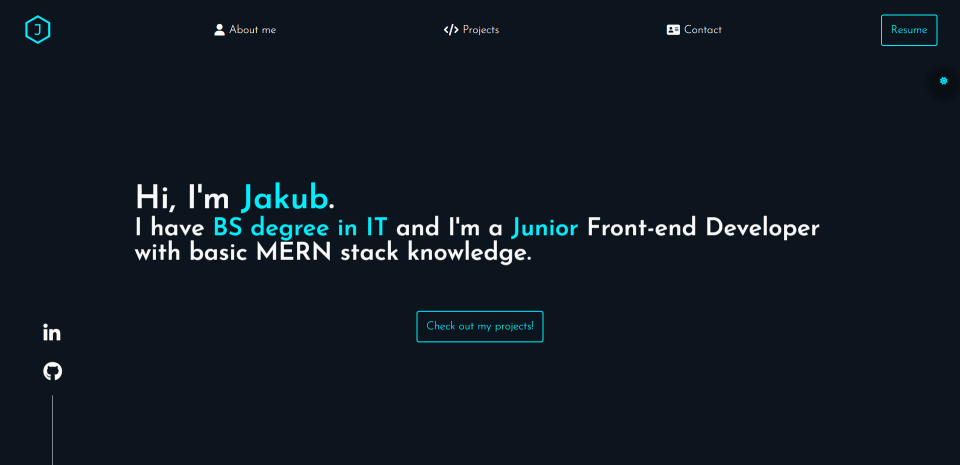 J
About me
Projects
Contact
Resume
Hi, I'm Jakub.
I have BS degree in IT and I'm a Junior Front-end Developer
with basic MERN stack knowledge.
Check out my projects!
in